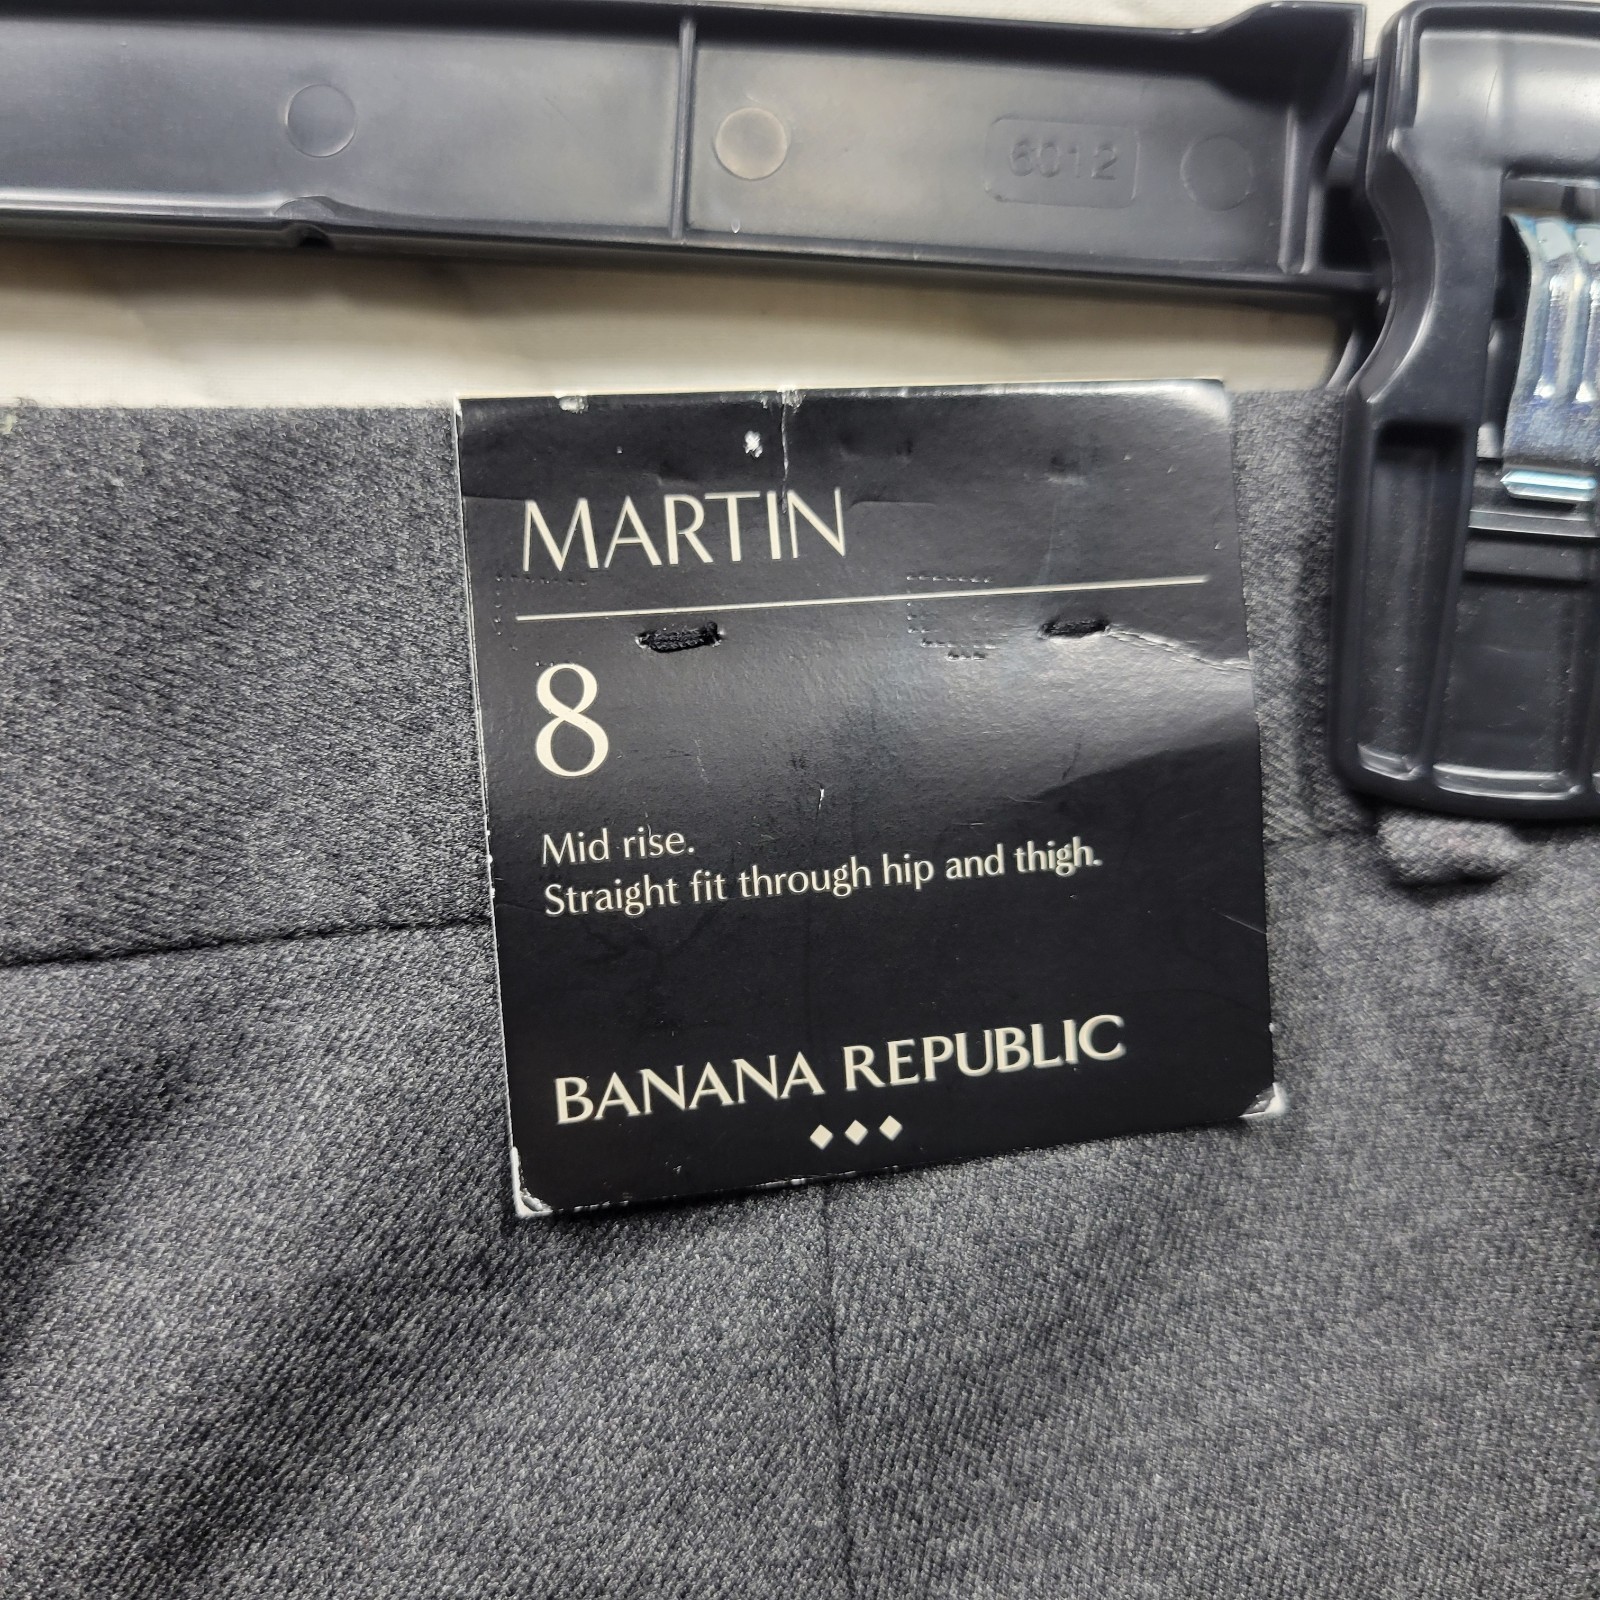 6012
MARTIN
8
Mid rise.
Straight fit through hip and thigh.
BANANA REPUBLIC